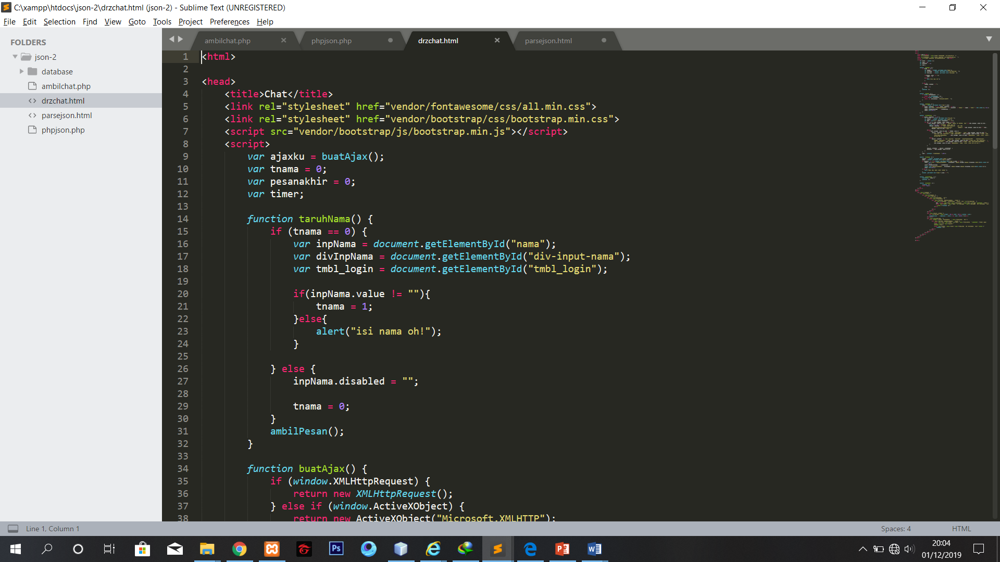 C:\xampp\htdocs\json-2\drzchat.html (json-2) - Sublime Text (UNREGISTERED)
File Edit Selection Find View Goto Tools Project Preferences Help
FOLDERS
json-2
database
ambilchat.php
drzchat.html
parsejson.html
phpjson.php
ambilchat.php
phpjson.php
drzchat.html
parsejson.html
1 <html>
2
3 <head>
4     <title>Chat</title>
5     <link rel="stylesheet" href="vendor/fontawesome/css/all.min.css">
6     <link rel="stylesheet" href="vendor/bootstrap/css/bootstrap.min.css">
7     <script src="vendor/bootstrap/js/bootstrap.min.js"></script>
8     <script>
9         var ajaxku = buatAjax();
10         var tnama = 0;
11         var pesanakhir = 0;
12         var timer;
13
14         function taruhNama() {
15             if (tnama == 0) {
16                 var inpNama = document.getElementById("nama");
17                 var divInpNama = document.getElementById("div-input-nama");
18                 var tmbl_login = document.getElementById("tmbl_login");
19
20                 if(inpNama.value != ""){
21                     tnama = 1;
22                 }else{
23                     alert("isi nama oh!");
24                 }
25
26             } else {
27                 inpNama.disabled = "";
28
29                 tnama = 0;
30             }
31             ambilPesan();
32         }
33
34         function buatAjax() {
35             if (window.XMLHttpRequest) {
36                 return new XMLHttpRequest();
37             } else if (window.ActiveXObject) {
38                 return new ActiveXObject("Microsoft.XMLHTTP");
Line 1, Column 1
Spaces: 4
HTML
20:04
01/12/2019